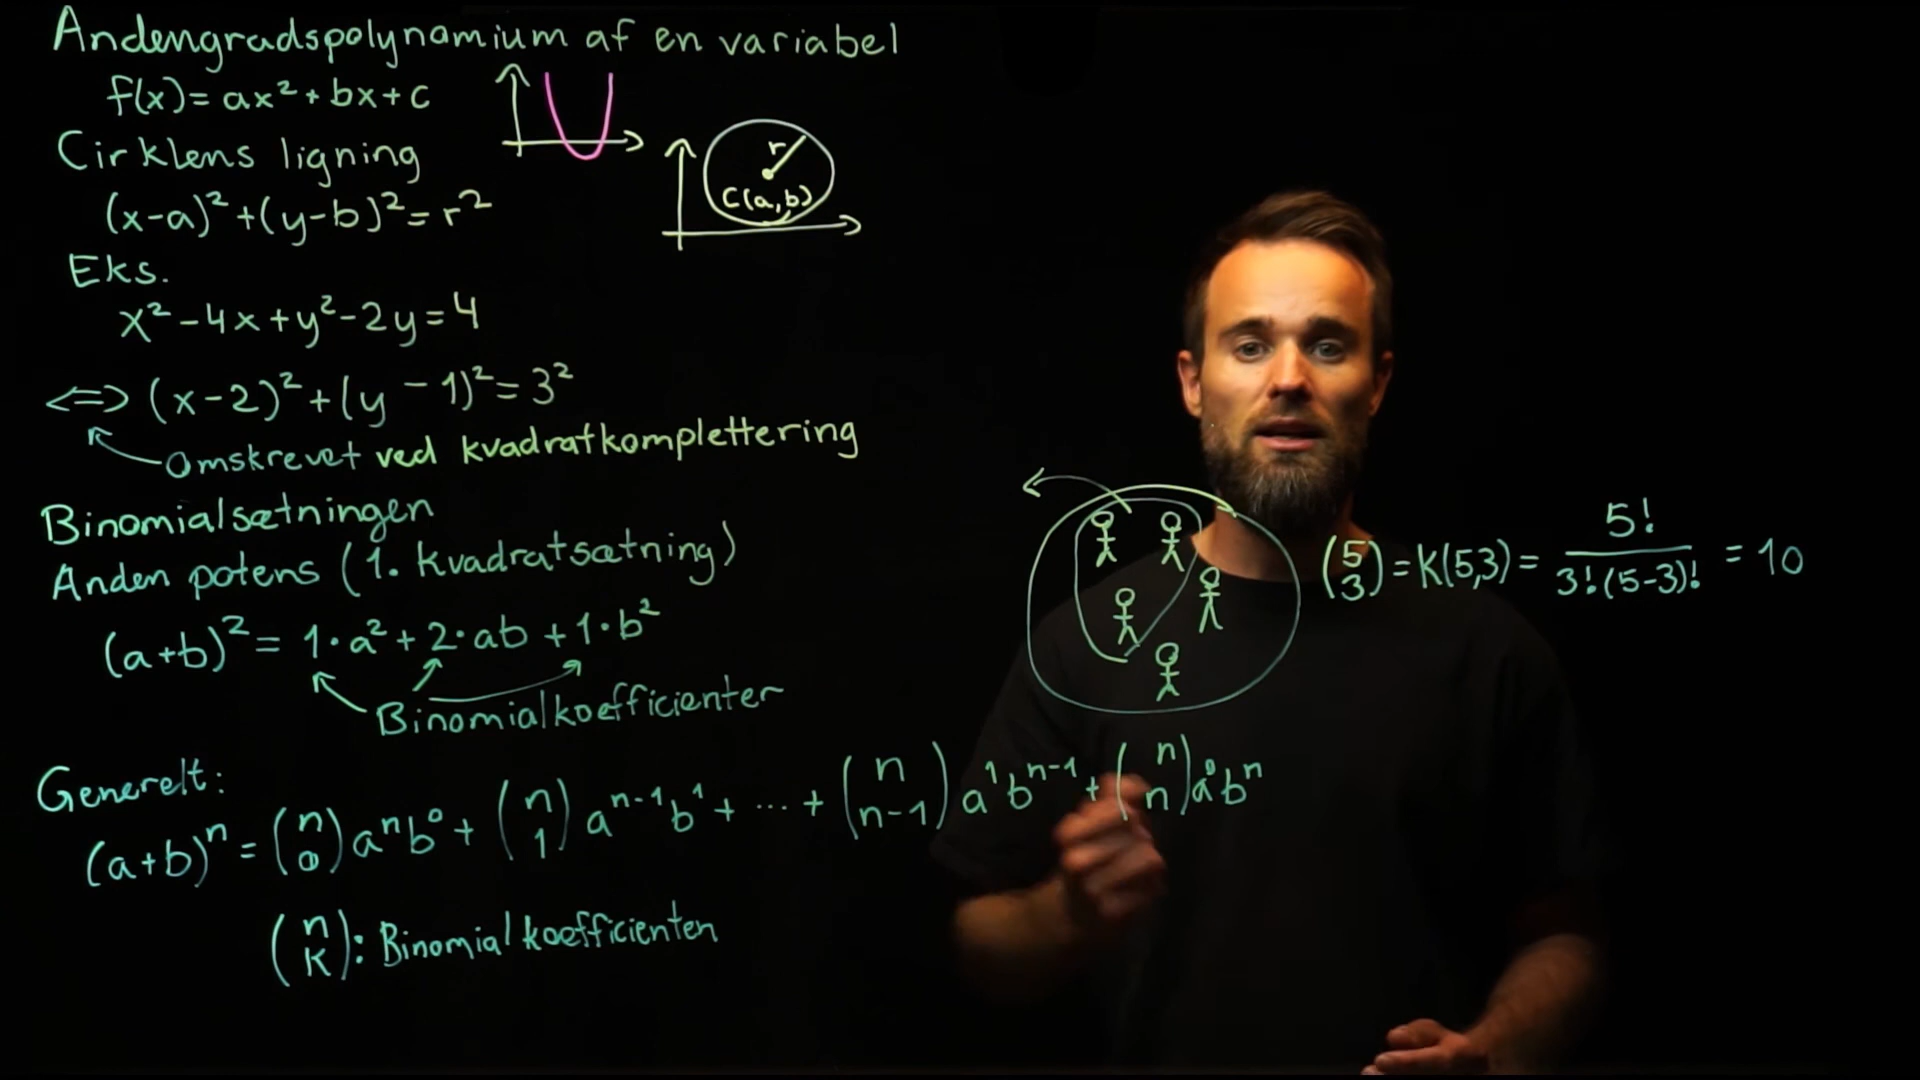 Andengradspolynomium af en variabel
f(x)= ax²+bx+c
Cirklens ligning
(x-a)²+(y-b)²=r²
r
C(a,b)
Eks.
x²-4x+y²-2y=4
⇔ (x-2)²+(y-1)²=3²
Omskrevet ved kvadratkomplettering
Binomialsætningen
Anden potens (1. kvadratsætning)
(a+b)²= 1·a²+2·ab+1·b²
Binomialkoefficienter
(5 3)=K(5,3)= 5!/3!(5-3)! = 10
Generelt:
(a+b)ⁿ = (n 0)aⁿb⁰+(n 1)aⁿ⁻¹b¹+...+(n n-1)a¹bⁿ⁻¹+(n n)a⁰bⁿ
(n k): Binomialkoefficienten